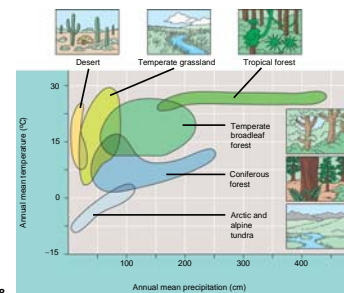 Desert
Temperate grassland
Tropical forest
Annual mean temperature (ºC)
30
15
0
–15
Temperate
broadleaf
forest
Coniferous
forest
Arctic and
alpine
tundra
100
200
300
400
Annual mean precipitation (cm)